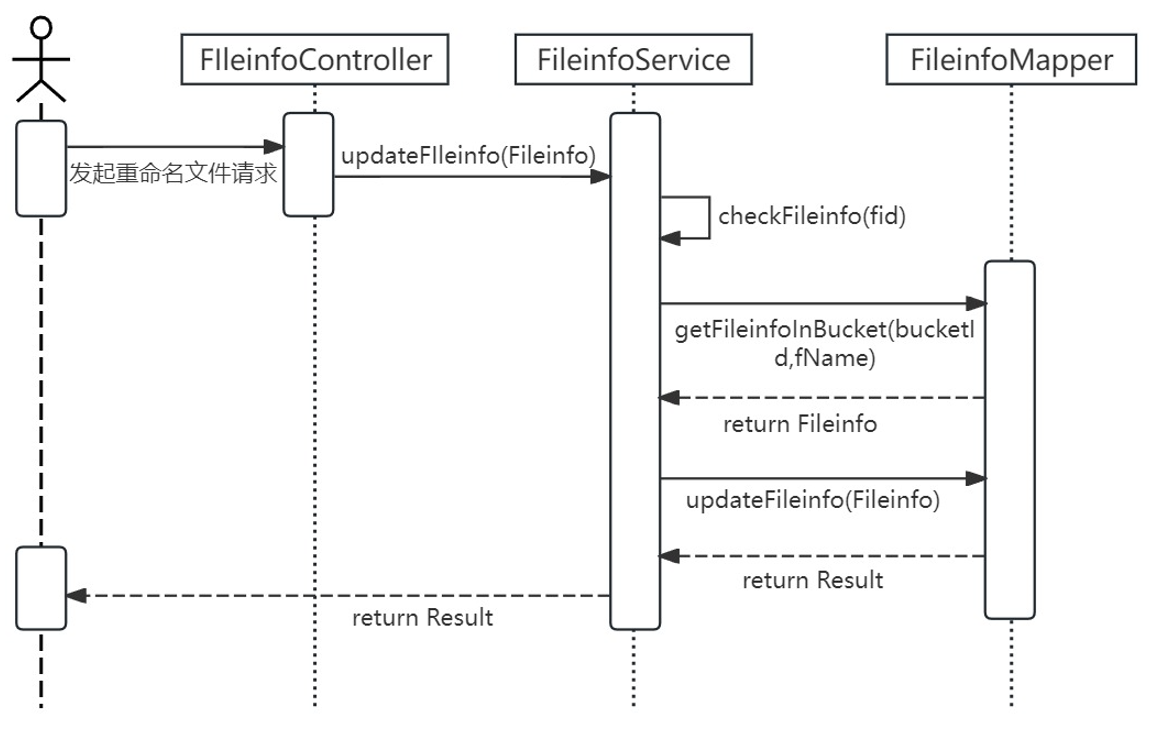 FIleinfoController
FileinfoService
FileinfoMapper
发起重命名文件请求
updateFIleinfo(Fileinfo)
checkFileinfo(fid)
getFileinfoInBucket(bucketI
d,fName)
return Fileinfo
updateFileinfo(Fileinfo)
return Result
return Result